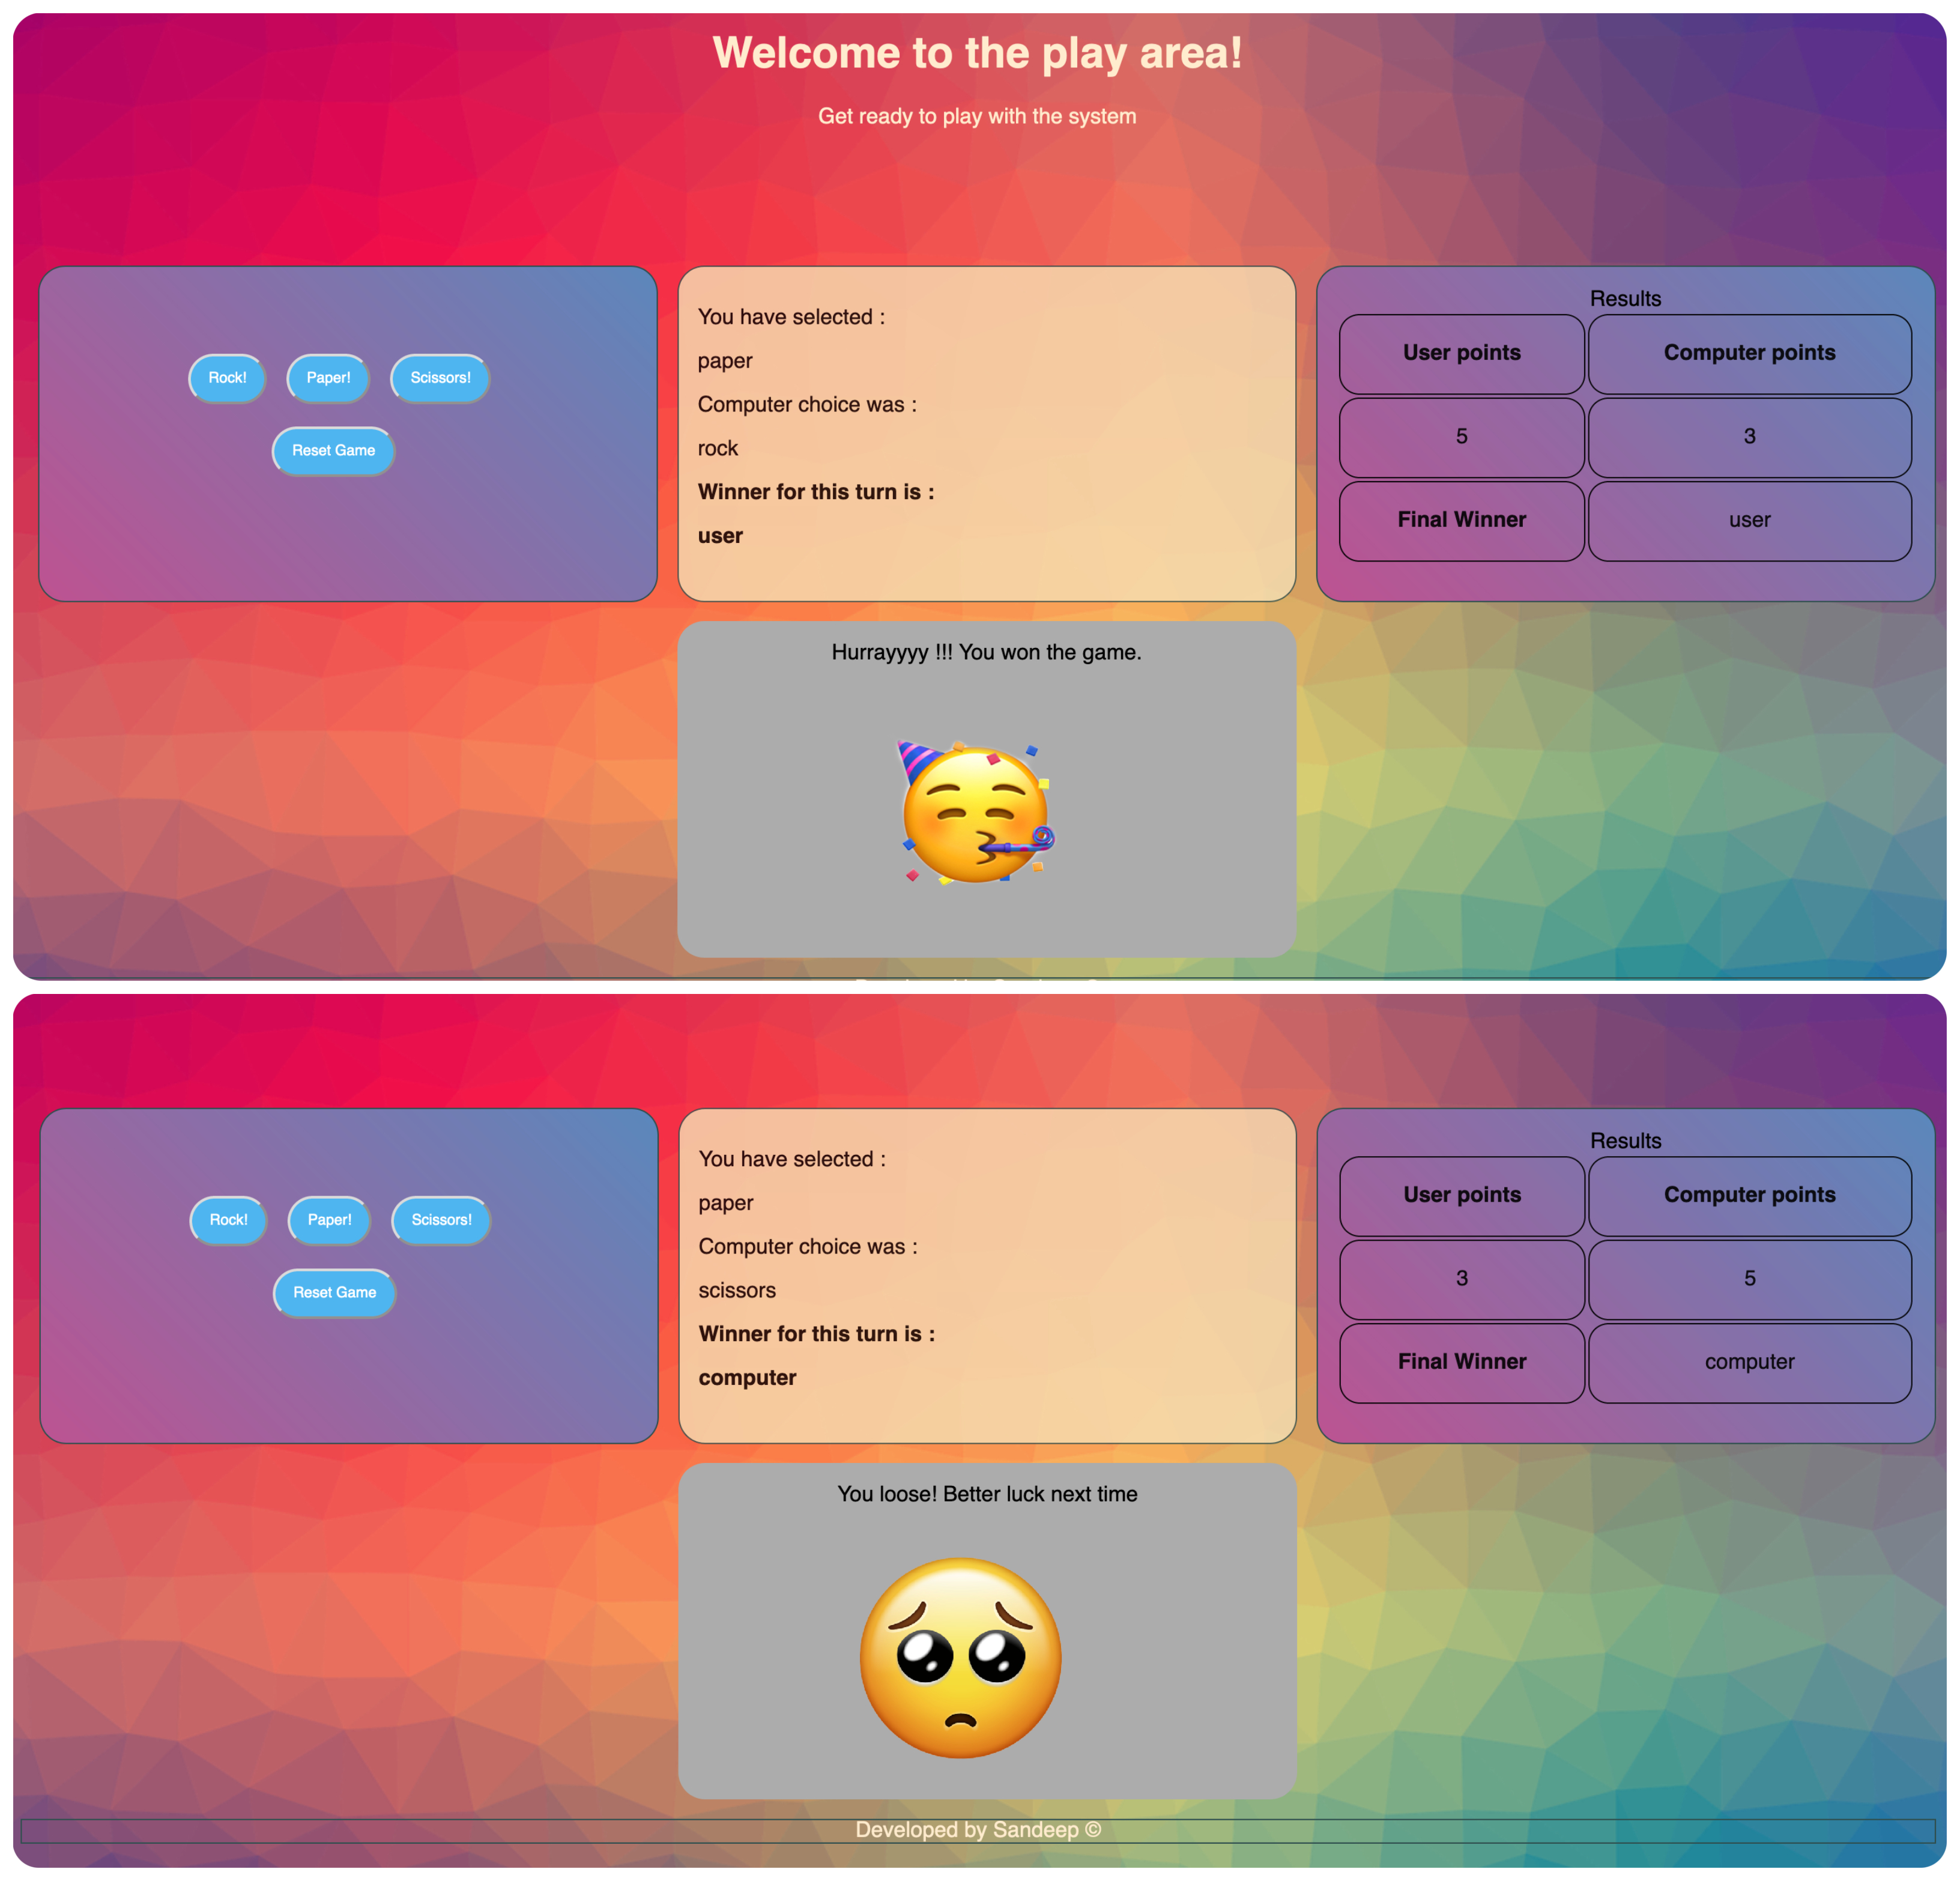 Welcome to the play area!
Get ready to play with the system
Rock!
Paper!
Scissors!
Reset Game
You have selected :
paper
Computer choice was :
rock
Winner for this turn is :
user
Results
User points
Computer points
5
3
Final Winner
user
Hurrayyyy !!! You won the game.
Rock!
Paper!
Scissors!
Reset Game
You have selected :
paper
Computer choice was :
scissors
Winner for this turn is :
computer
Results
User points
Computer points
3
5
Final Winner
computer
You loose! Better luck next time
Developed by Sandeep ©